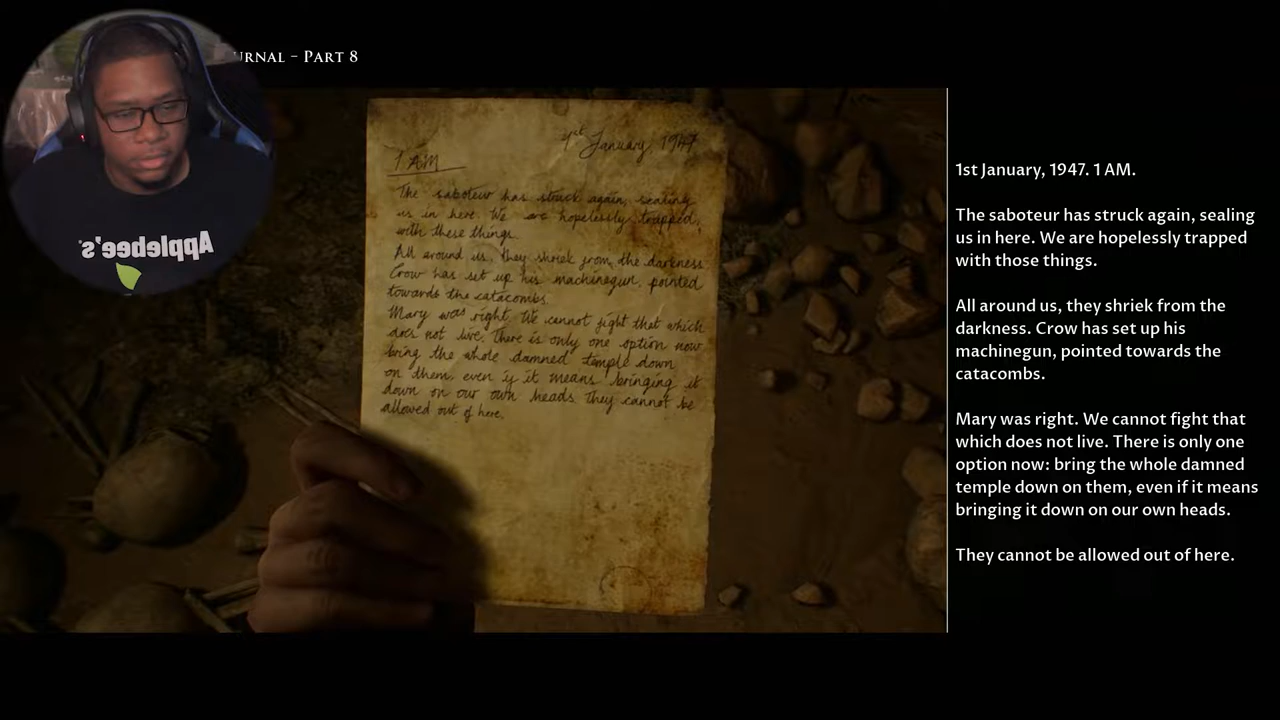 URNAL – PART 8
Applebee's
1st January, 1947
1 AM
The saboteur has struck again, sealing
us in here. We are hopelessly trapped,
with these things.
All around us, they shriek from the darkness
Crow has set up his machinegun, pointed
towards the catacombs.
Mary was right. We cannot fight that which
does not live. There is only one option now
bring the whole damned temple down
on them, even if it means bringing it
down on our own heads. They cannot be
allowed out of here.
1st January, 1947. 1 AM.
The saboteur has struck again, sealing
us in here. We are hopelessly trapped
with those things.
All around us, they shriek from the
darkness. Crow has set up his
machinegun, pointed towards the
catacombs.
Mary was right. We cannot fight that
which does not live. There is only one
option now: bring the whole damned
temple down on them, even if it means
bringing it down on our own heads.
They cannot be allowed out of here.